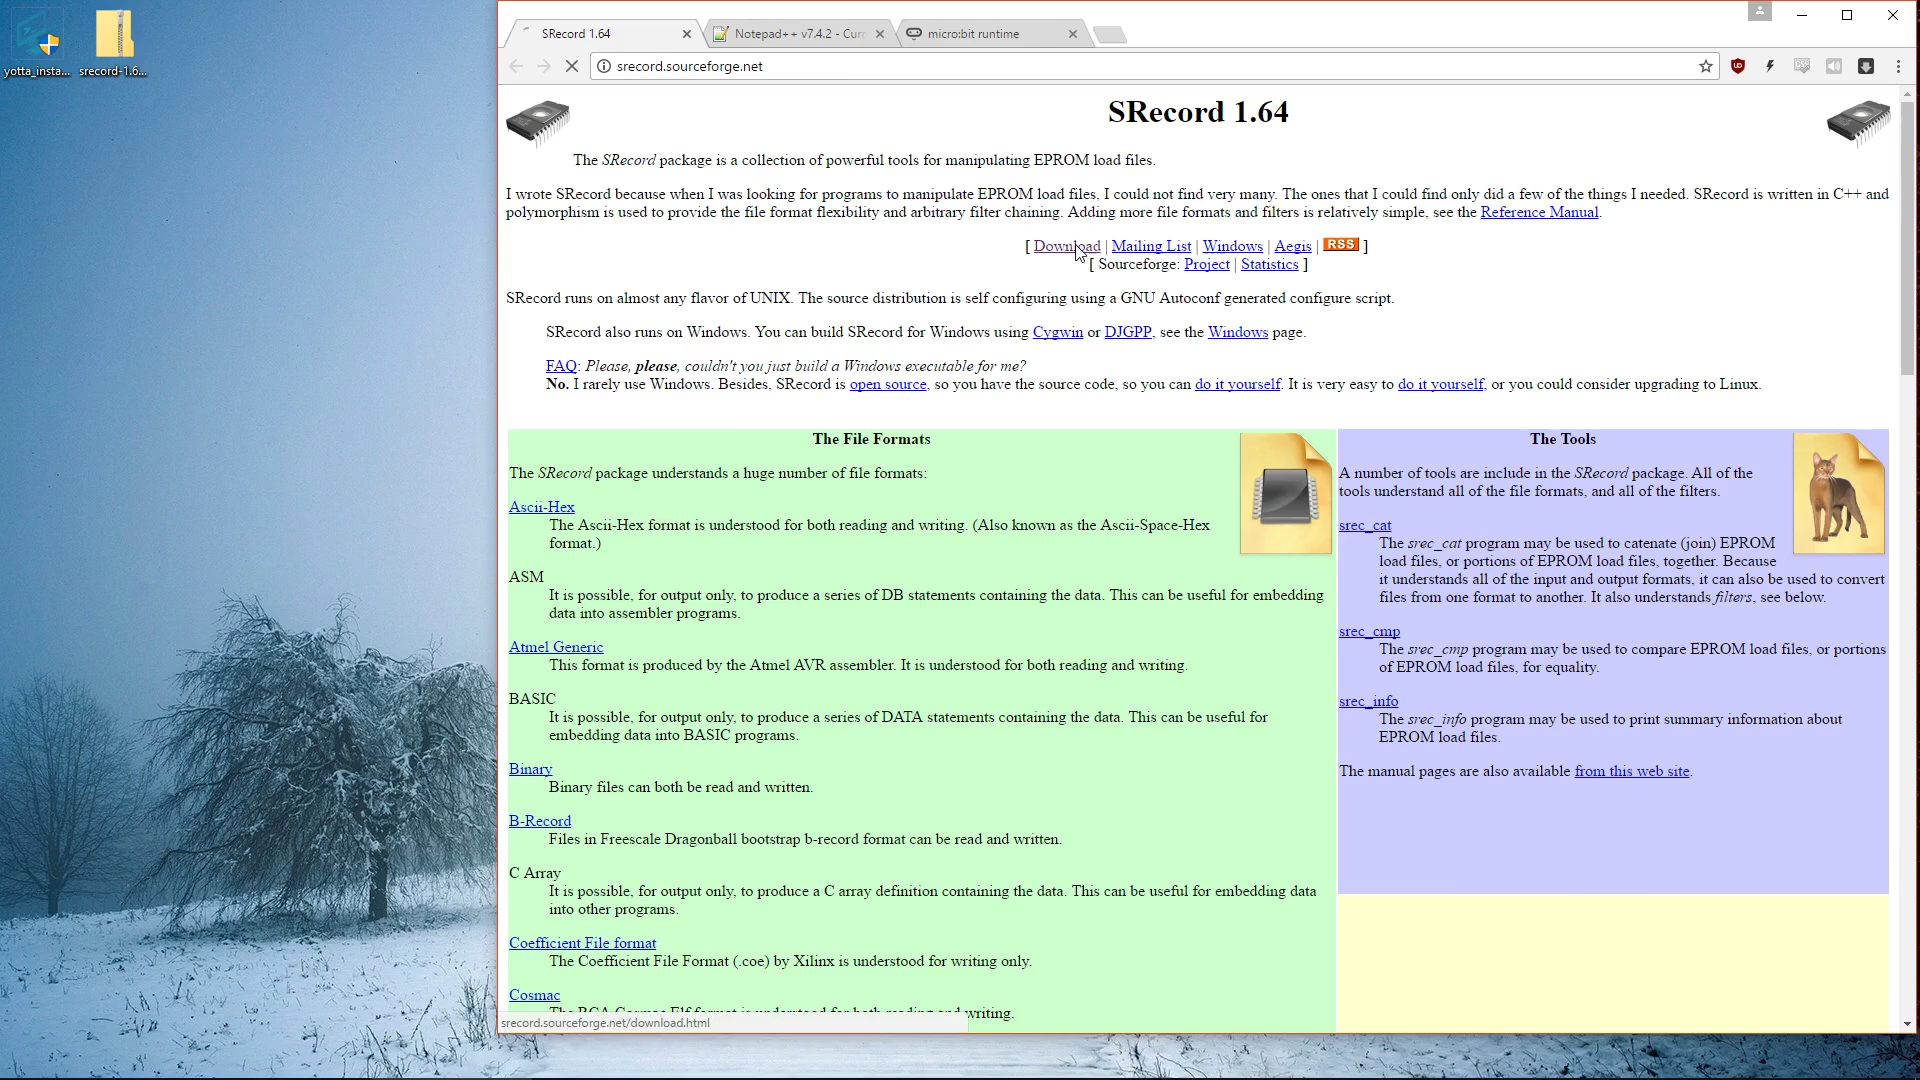 yotta_insta...
srecord-1.6...
SRecord 1.64
Notepad++ v7.4.2 - Curr
micro:bit runtime
srecord.sourceforge.net
SRecord 1.64
The SRecord package is a collection of powerful tools for manipulating EPROM load files.
I wrote SRecord because when I was looking for programs to manipulate EPROM load files, I could not find very many. The ones that I could find only did a few of the things I needed. SRecord is written in C++ and
polymorphism is used to provide the file format flexibility and arbitrary filter chaining. Adding more file formats and filters is relatively simple, see the Reference Manual.
[ Download | Mailing List | Windows | Aegis | RSS ]
[ Sourceforge: Project | Statistics ]
SRecord runs on almost any flavor of UNIX. The source distribution is self configuring using a GNU Autoconf generated configure script.
SRecord also runs on Windows. You can build SRecord for Windows using Cygwin or DJGPP, see the Windows page.
FAQ: Please, please, couldn't you just build a Windows executable for me?
No. I rarely use Windows. Besides, SRecord is open source, so you have the source code, so you can do it yourself. It is very easy to do it yourself, or you could consider upgrading to Linux.
The File Formats
The SRecord package understands a huge number of file formats:
Ascii-Hex
The Ascii-Hex format is understood for both reading and writing. (Also known as the Ascii-Space-Hex
format.)
ASM
It is possible, for output only, to produce a series of DB statements containing the data. This can be useful for embedding
data into assembler programs.
Atmel Generic
This format is produced by the Atmel AVR assembler. It is understood for both reading and writing.
BASIC
It is possible, for output only, to produce a series of DATA statements containing the data. This can be useful for
embedding data into BASIC programs.
Binary
Binary files can both be read and written.
B-Record
Files in Freescale Dragonball bootstrap b-record format can be read and written.
C Array
It is possible, for output only, to produce a C array definition containing the data. This can be useful for embedding data
into other programs.
Coefficient File format
The Coefficient File Format (.coe) by Xilinx is understood for writing only.
Cosmac
The RCA Cosmac Elf format is understood for both reading and writing.
The Tools
A number of tools are include in the SRecord package. All of the
tools understand all of the file formats, and all of the filters.
srec_cat
The srec_cat program may be used to catenate (join) EPROM
load files, or portions of EPROM load files, together. Because
it understands all of the input and output formats, it can also be used to convert
files from one format to another. It also understands filters, see below.
srec_cmp
The srec_cmp program may be used to compare EPROM load files, or portions
of EPROM load files, for equality.
srec_info
The srec_info program may be used to print summary information about
EPROM load files.
The manual pages are also available from this web site.
srecord.sourceforge.net/download.html